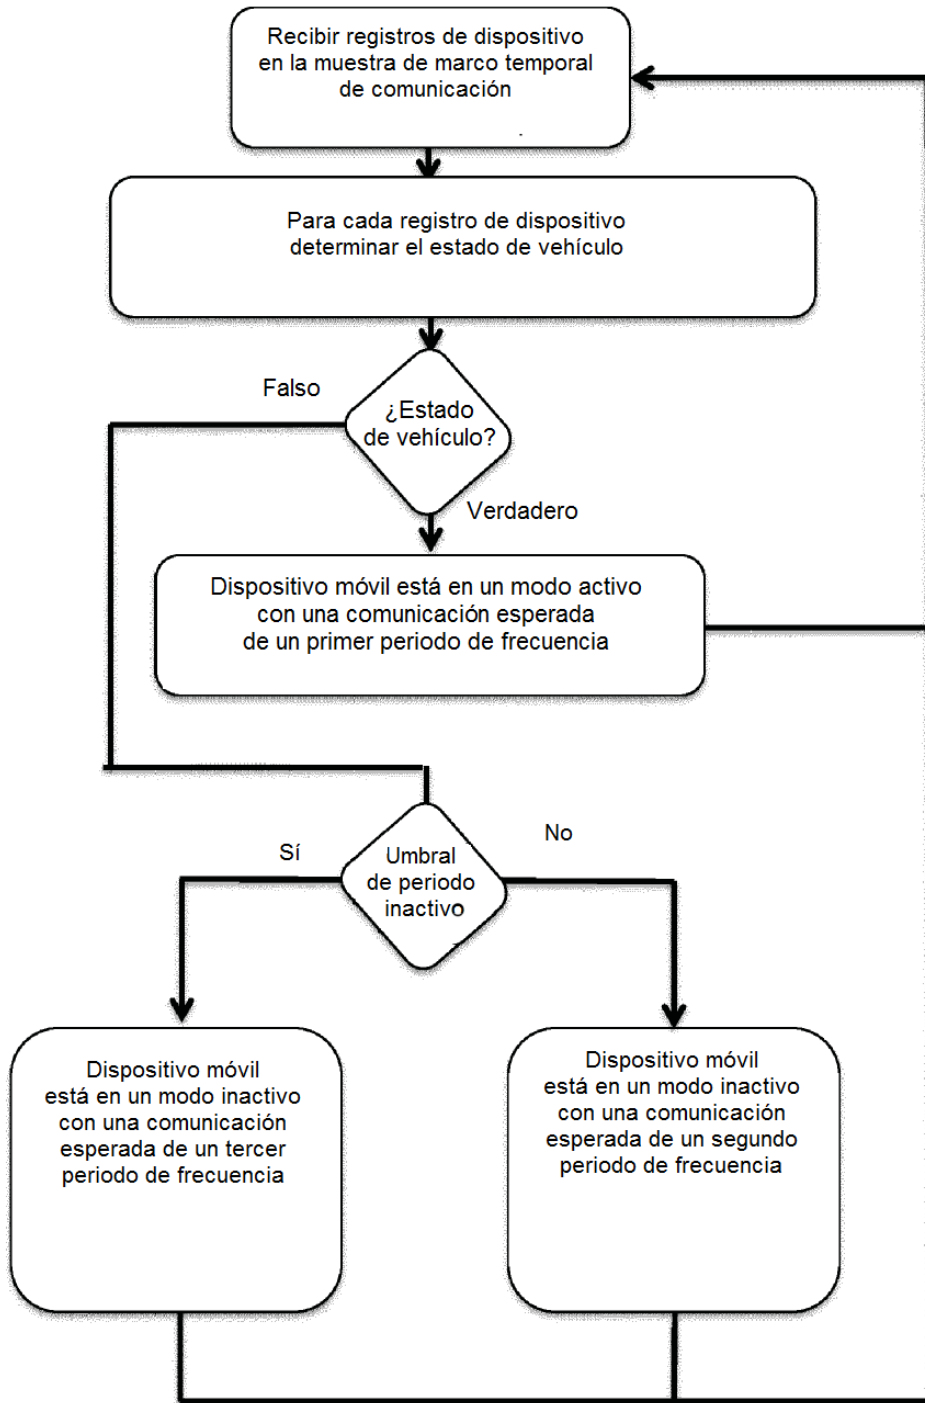 Recibir registros de dispositivo
en la muestra de marco temporal
de comunicación
Para cada registro de dispositivo
determinar el estado de vehículo
Falso
¿Estado
de vehículo?
Verdadero
Dispositivo móvil está en un modo activo
con una comunicación esperada
de un primer periodo de frecuencia
Sí
Umbral
de periodo
inactivo
No
Dispositivo móvil
está en un modo inactivo
con una comunicación
esperada de un tercer
periodo de frecuencia
Dispositivo móvil
está en un modo inactivo
con una comunicación
esperada de un segundo
periodo de frecuencia